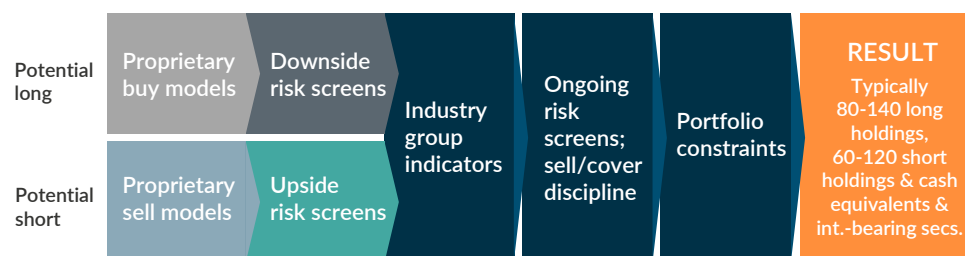 Potential
long
Proprietary
buy models
Downside
risk screens
Potential
short
Proprietary
sell models
Upside
risk screens
Industry
group
indicators
Ongoing
risk
screens;
sell/cover
discipline
Portfolio
constraints
RESULT
Typically
80-140 long
holdings,
60-120 short
holdings & cash
equivalents &
int.-bearing secs.